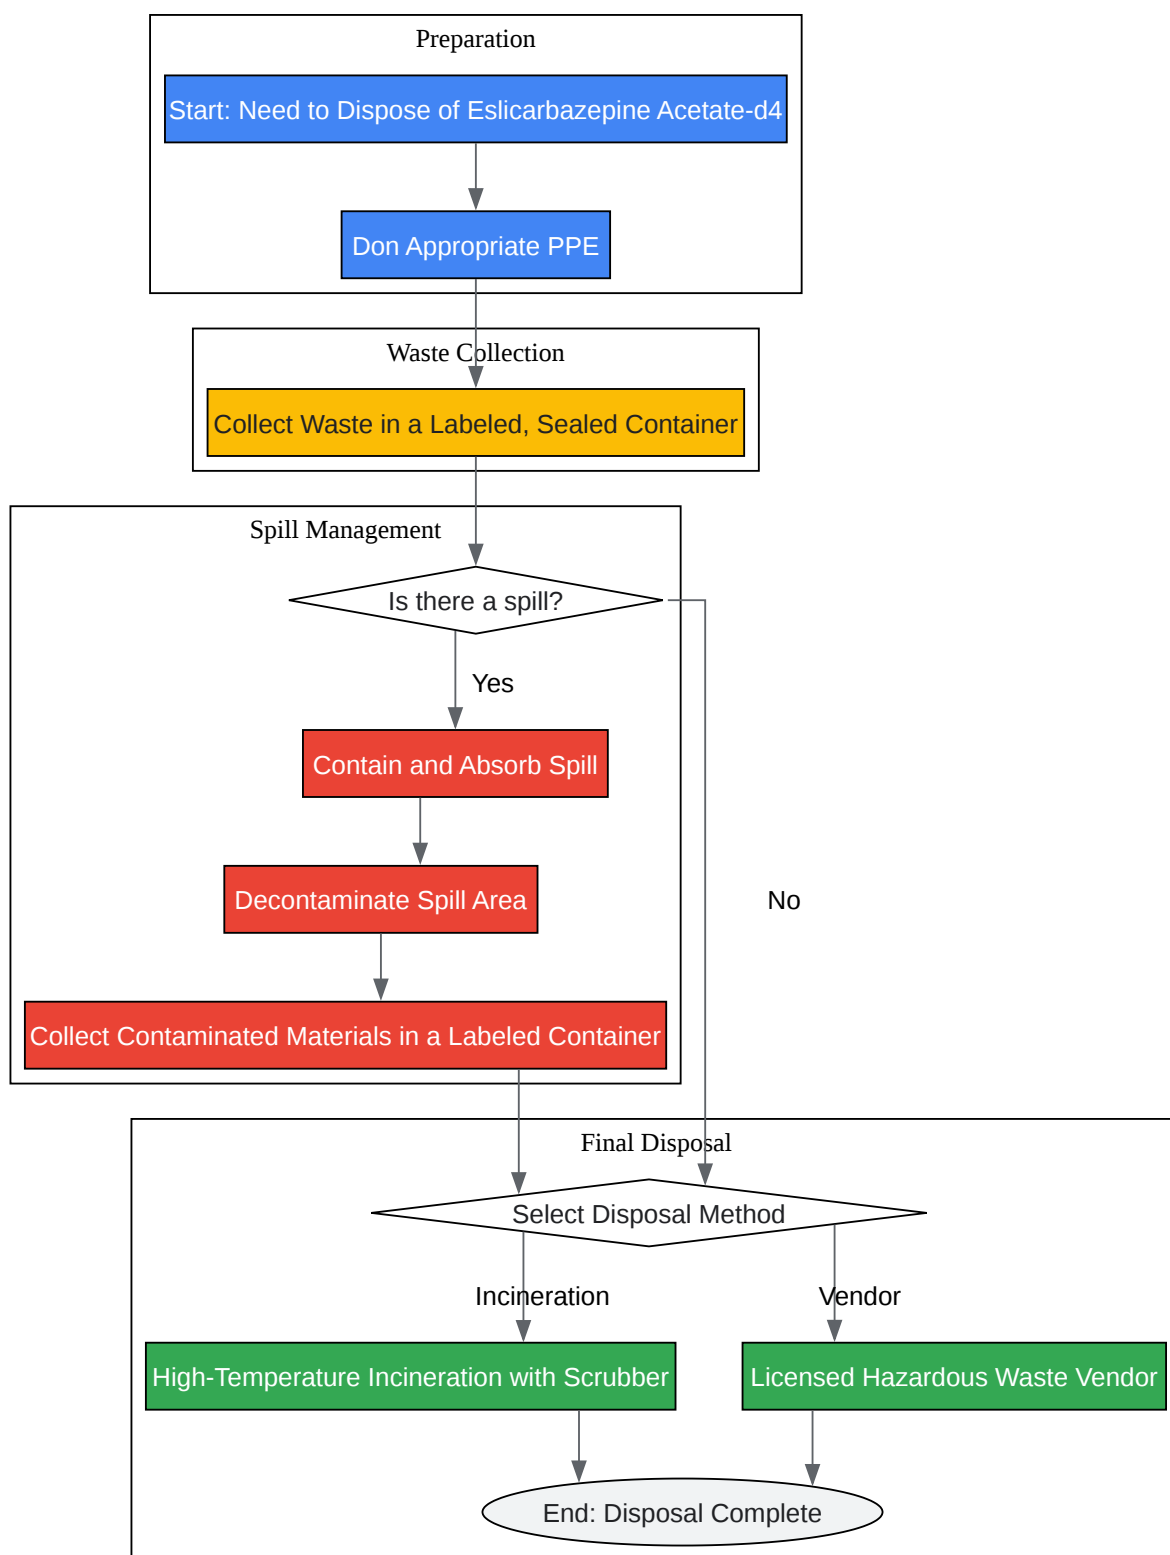 Preparation
Start: Need to Dispose of Eslicarbazepine Acetate-d4
Don Appropriate PPE
Waste Collection
Collect Waste in a Labeled, Sealed Container
Spill Management
Is there a spill?
Yes
Contain and Absorb Spill
Decontaminate Spill Area
No
Collect Contaminated Materials in a Labeled Container
Final Disposal
Select Disposal Method
Incineration
Vendor
High-Temperature Incineration with Scrubber
Licensed Hazardous Waste Vendor
End: Disposal Complete